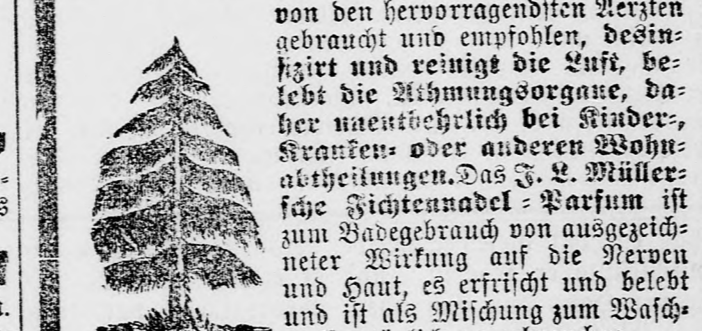 von den hervorragendsten Aerzten
gebraucht und empfohlen, desin-
fizirt und reinigt die Luft, be-
lebt die Athmungsorgane, da-
her unentbehrlich bei Kinder-,
Kranken- oder anderen Wohn-
abtheilungen. Das J. L. Müller-
sche Fichtennadel-Parfum ist
zum Badegebrauch von ausgezeich-
neter Wirkung auf die Nerven
und Haut, es erfrischt und belebt
und ist als Mischung zum Wasch-